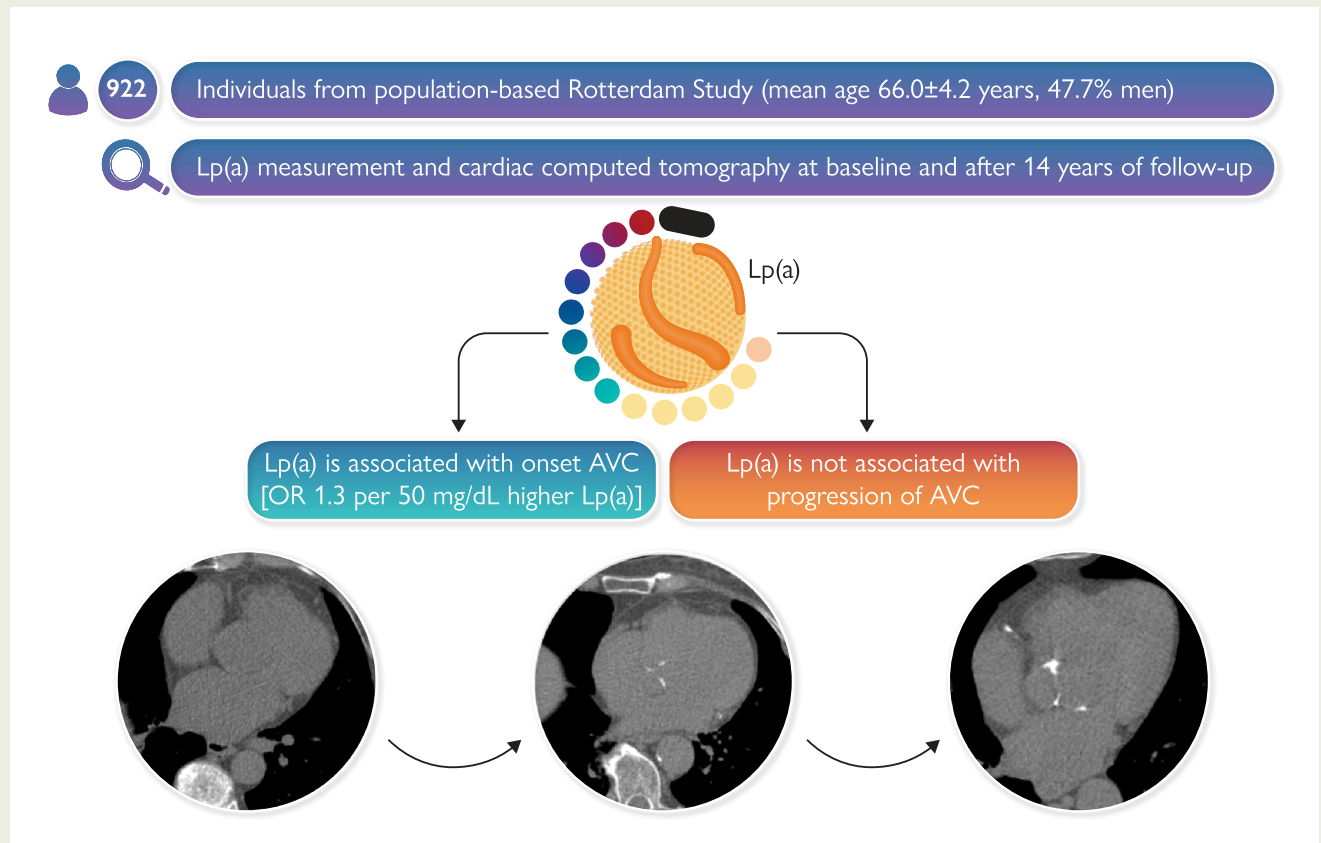 922
Individuals from population-based Rotterdam Study (mean age 66.0±4.2 years, 47.7% men)
Lp(a) measurement and cardiac computed tomography at baseline and after 14 years of follow-up
Lp(a)
Lp(a) is associated with onset AVC
[OR 1.3 per 50 mg/dL higher Lp(a)]
Lp(a) is not associated with
progression of AVC